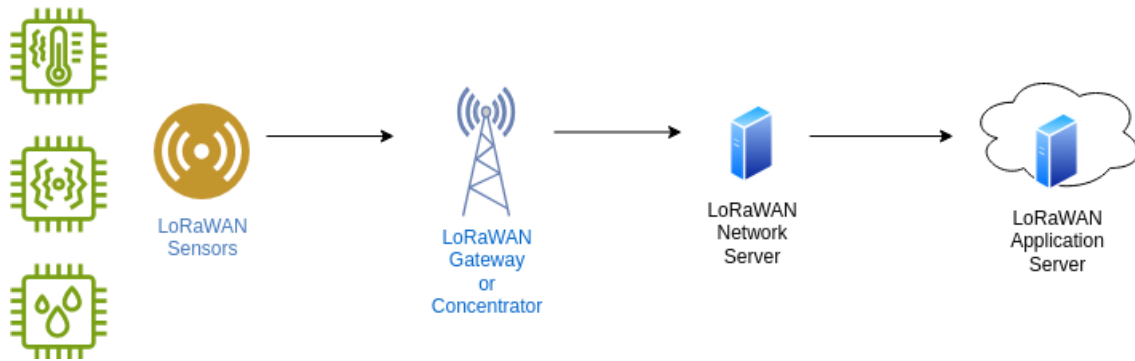 LoRaWAN
Sensors
LoRaWAN
Gateway
or
Concentrator
LoRaWAN
Network
Server
LoRaWAN
Application
Server